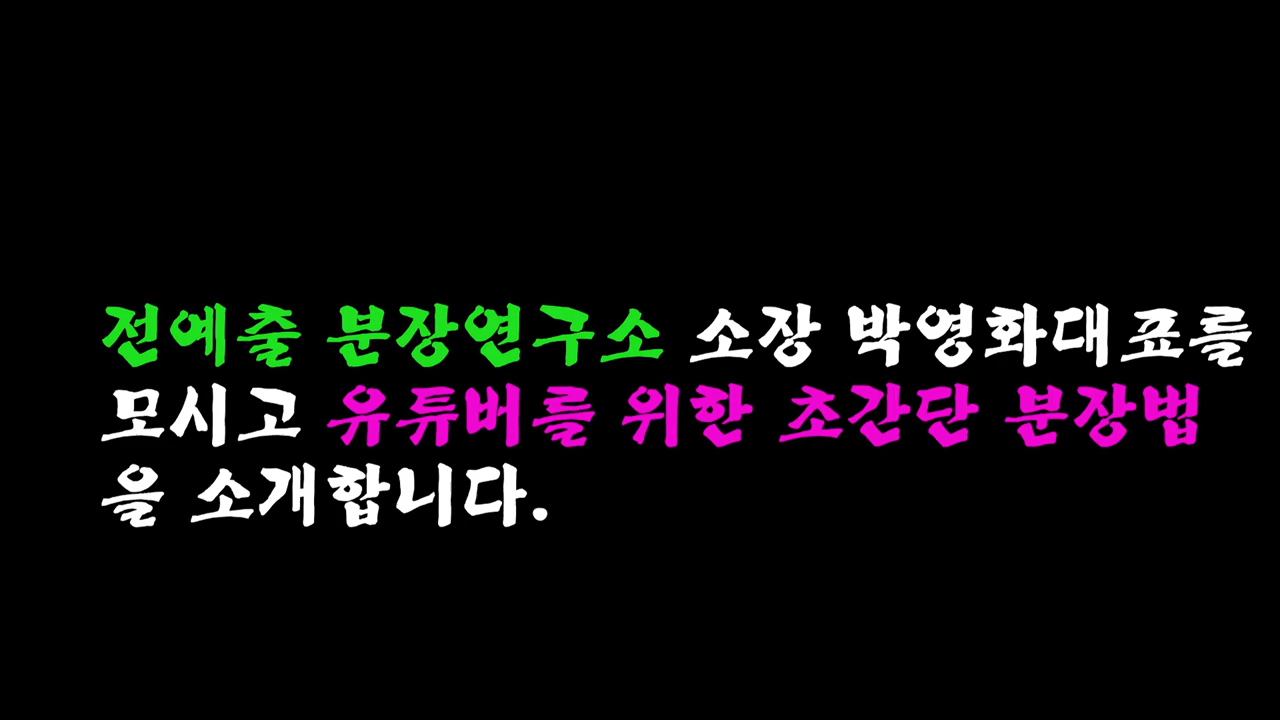 전예출 분장연구소 소장 박영화대표를
모시고 유튜버를 위한 초간단 분장법
을 소개합니다.